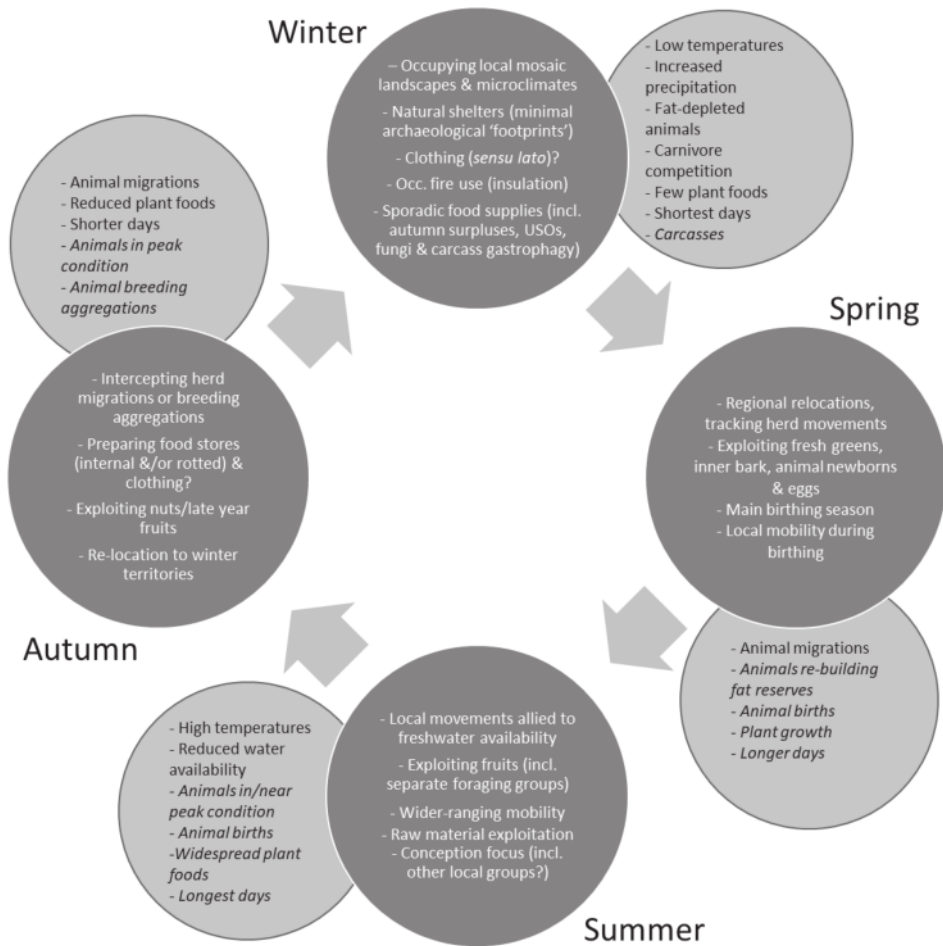 Winter
– Occupying local mosaic
landscapes & microclimates
- Natural shelters (minimal
archaeological ‘footprints’)
- Clothing (sensu lato)?
- Occ. fire use (insulation)
- Sporadic food supplies (incl.
autumn surpluses, USOs,
fungi & carcass gastrophagy)
- Low temperatures
- Increased
precipitation
- Fat-depleted
animals
- Carnivore
competition
- Few plant foods
- Shortest days
- Carcasses
Spring
- Regional relocations,
tracking herd movements
- Exploiting fresh greens,
inner bark, animal newborns
& eggs
- Main birthing season
- Local mobility during
birthing
- Animal migrations
- Animals re-building
fat reserves
- Animal births
- Plant growth
- Longer days
Summer
- Local movements allied to
freshwater availability
- Exploiting fruits (incl.
separate foraging groups)
- Wider-ranging mobility
- Raw material exploitation
- Conception focus (incl.
other local groups?)
- High temperatures
- Reduced water
availability
- Animals in/near
peak condition
- Animal births
-Widespread plant
foods
- Longest days
Autumn
- Intercepting herd
migrations or breeding
aggregations
- Preparing food stores
(internal &/or rotted) &
clothing?
- Exploiting nuts/late year
fruits
- Re-location to winter
territories
- Animal migrations
- Reduced plant foods
- Shorter days
- Animals in peak
condition
- Animal breeding
aggregations